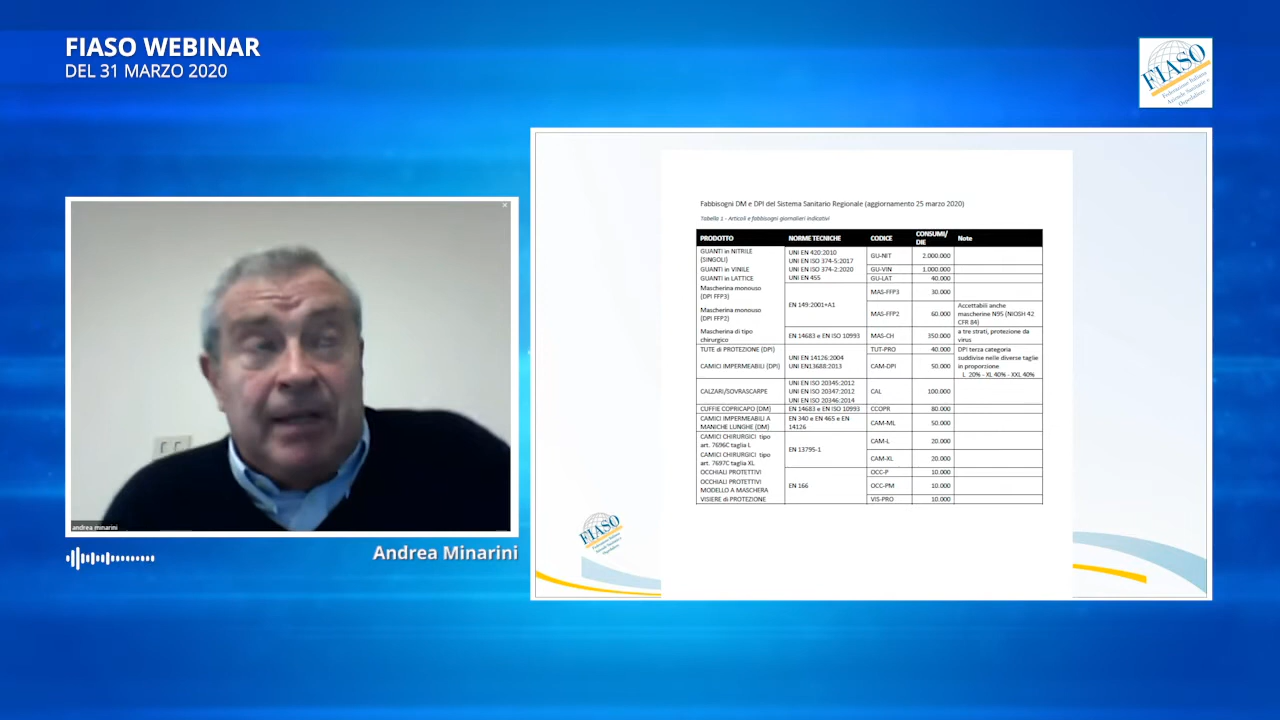 FIASO WEBINAR
DEL 31 MARZO 2020
FIASO
Federazione Italiana
Aziende Sanitarie e
Ospedaliere
Fabbisogni DM e DPI del Sistema Sanitario Regionale (aggiornamento 25 marzo 2020)
Tabella 1 - Articoli e fabbisogni giornalieri indicativi
PRODOTTO NORME TECNICHE CODICE CONSUMI/ DIE Note
GUANTI in NITRILE (SINGOLI) UNI EN 420:2010 UNI EN ISO 374-5:2017 GU-NIT 2.000.000
GUANTI in VINILE UNI EN ISO 374-2:2020 GU-VIN 1.000.000
GUANTI in LATTICE UNI EN 455 GU-LAT 40.000
Mascherina monouso (DPI FFP3) EN 149:2001+A1 MAS-FFP3 30.000
Mascherina monouso (DPI FFP2) MAS-FFP2 60.000 Accettabili anche mascherine N95 (NIOSH 42 CFR 84)
Mascherina di tipo chirurgico EN 14683 e EN ISO 10993 MAS-CH 350.000 a tre strati, protezione da virus
TUTE di PROTEZIONE (DPI) UNI EN 14126:2004 TUT-PRO 40.000 DPI terza categoria
CAMICI IMPERMEABILI (DPI) UNI EN13688:2013 CAM-DPI 50.000 suddivise nelle diverse taglie in proporzione L 20% - XL 40% - XXL 40%
CALZARI/SOVRASCARPE UNI EN ISO 20345:2012 UNI EN ISO 20347:2012 UNI EN ISO 20346:2014 CAL 100.000
CUFFIE COPRICAPO (DM) EN 14683 e EN ISO 10993 CCOPR 80.000
CAMICI IMPERMEABILI A MANICHE LUNGHE (DM) EN 340 e EN 465 e EN 14126 CAM-ML 50.000
CAMICI CHIRURGICI tipo art. 7696C taglia L EN 13795-1 CAM-L 20.000
CAMICI CHIRURGICI tipo art. 7697C taglia XL CAM-XL 20.000
OCCHIALI PROTETTIVI EN 166 OCC-P 10.000
OCCHIALI PROTETTIVI MODELLO A MASCHERA OCC-PM 10.000
VISIERE di PROTEZIONE VIS-PRO 10.000
FIASO
andrea minarini
Andrea Minarini